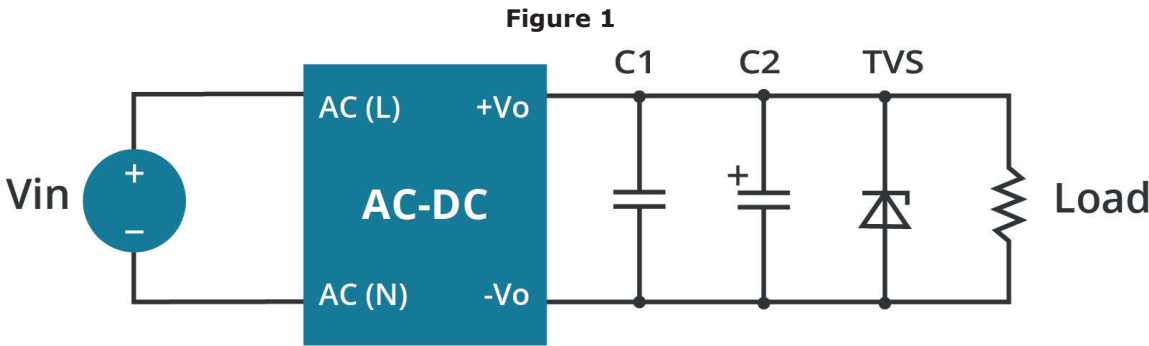 Figure 1
C1 C2 TVS
AC (L) +Vo
+
Vin
AC-DC
+
Load
−
AC (N) -Vo